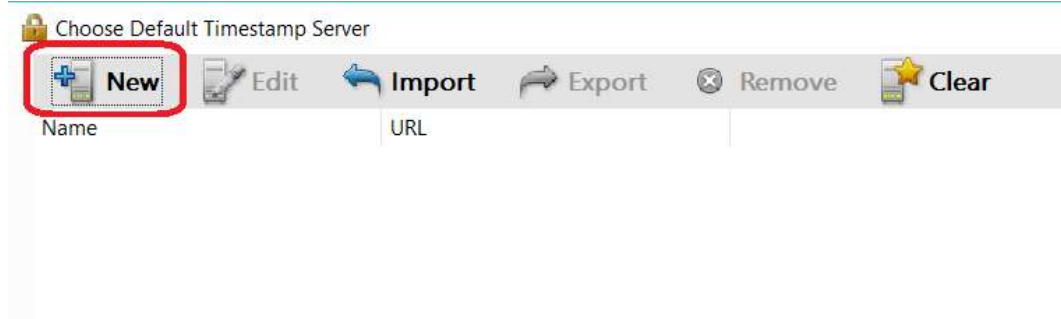 Choose Default Timestamp Server
New Edit Import Export Remove Clear
Name URL